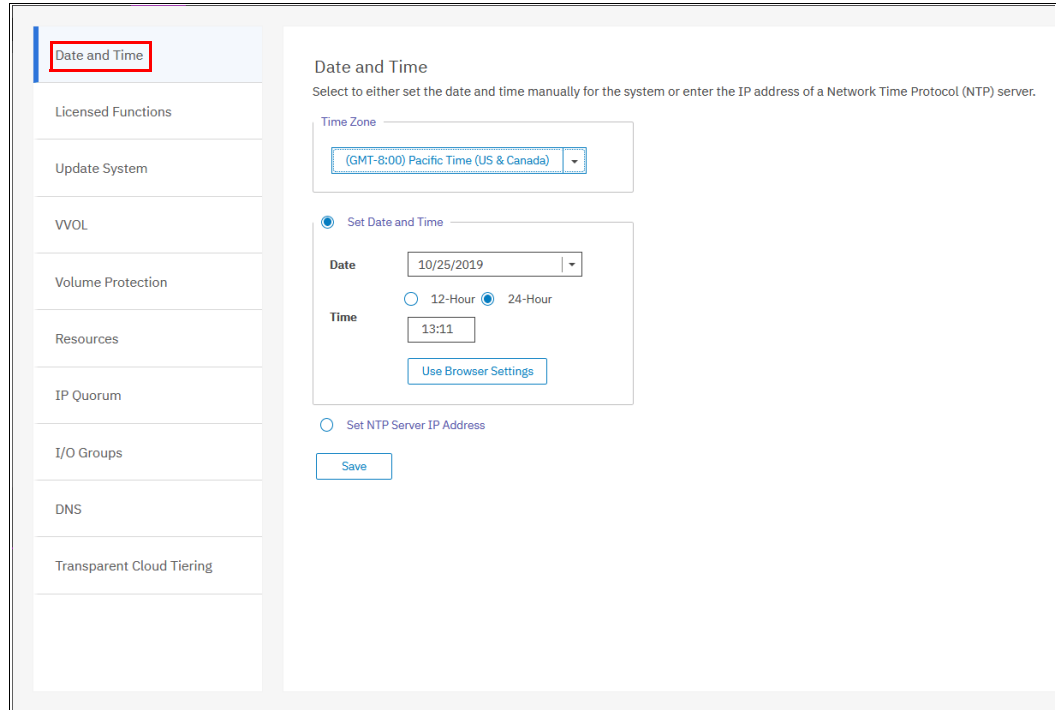 Date and Time
Licensed Functions
Update System
VVOL
Volume Protection
Resources
IP Quorum
I/O Groups
DNS
Transparent Cloud Tiering
Date and Time
Select to either set the date and time manually for the system or enter the IP address of a Network Time Protocol (NTP) server.
Time Zone
(GMT-8:00) Pacific Time (US & Canada)
Set Date and Time
Date 10/25/2019
12-Hour 24-Hour
Time
13:11
Use Browser Settings
Set NTP Server IP Address
Save